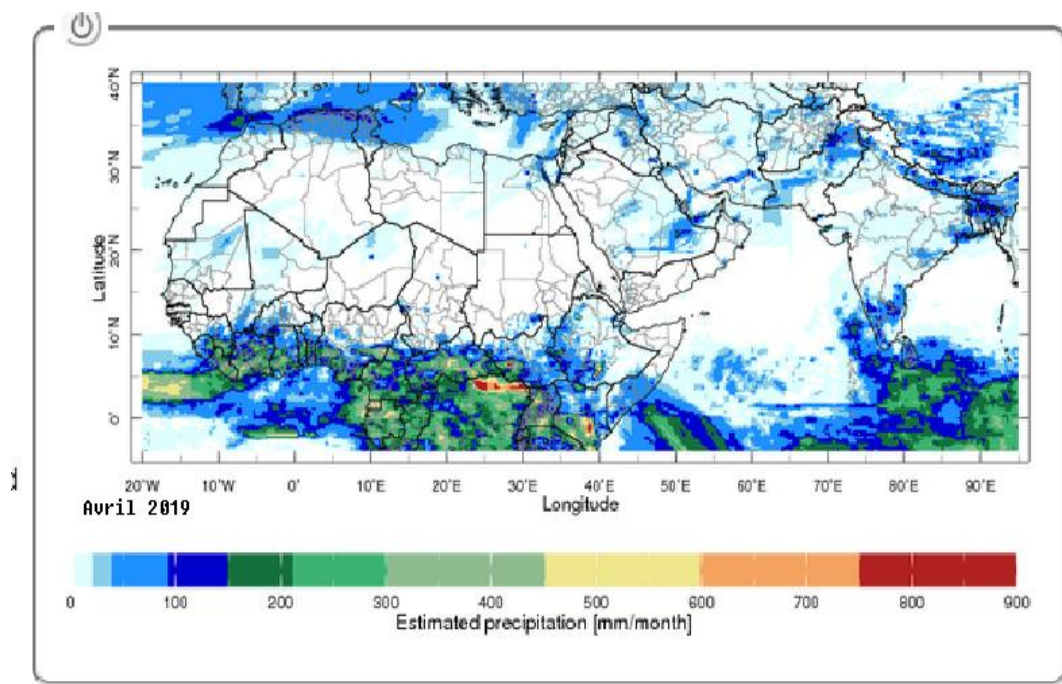 40°N
30°N
20°N
10°N
0°
Latitude
20°W 10°W 0° 10°E 20°E 30°E 40°E 50°E 60°E 70°E 80°E 90°E
Longitude
Avril 2019
0 100 200 300 400 500 600 700 800 900
Estimated precipitation [mm/month]